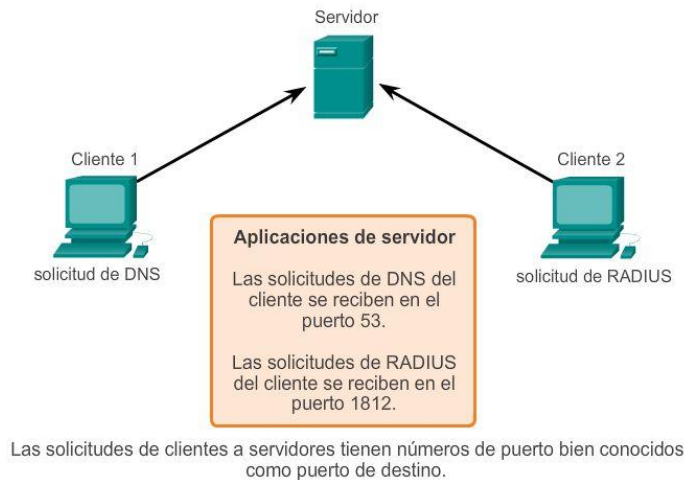 Servidor
Cliente 1
Cliente 2
solicitud de DNS
solicitud de RADIUS
Aplicaciones de servidor
Las solicitudes de DNS del
cliente se reciben en el
puerto 53.
Las solicitudes de RADIUS
del cliente se reciben en el
puerto 1812.
Las solicitudes de clientes a servidores tienen números de puerto bien conocidos
como puerto de destino.